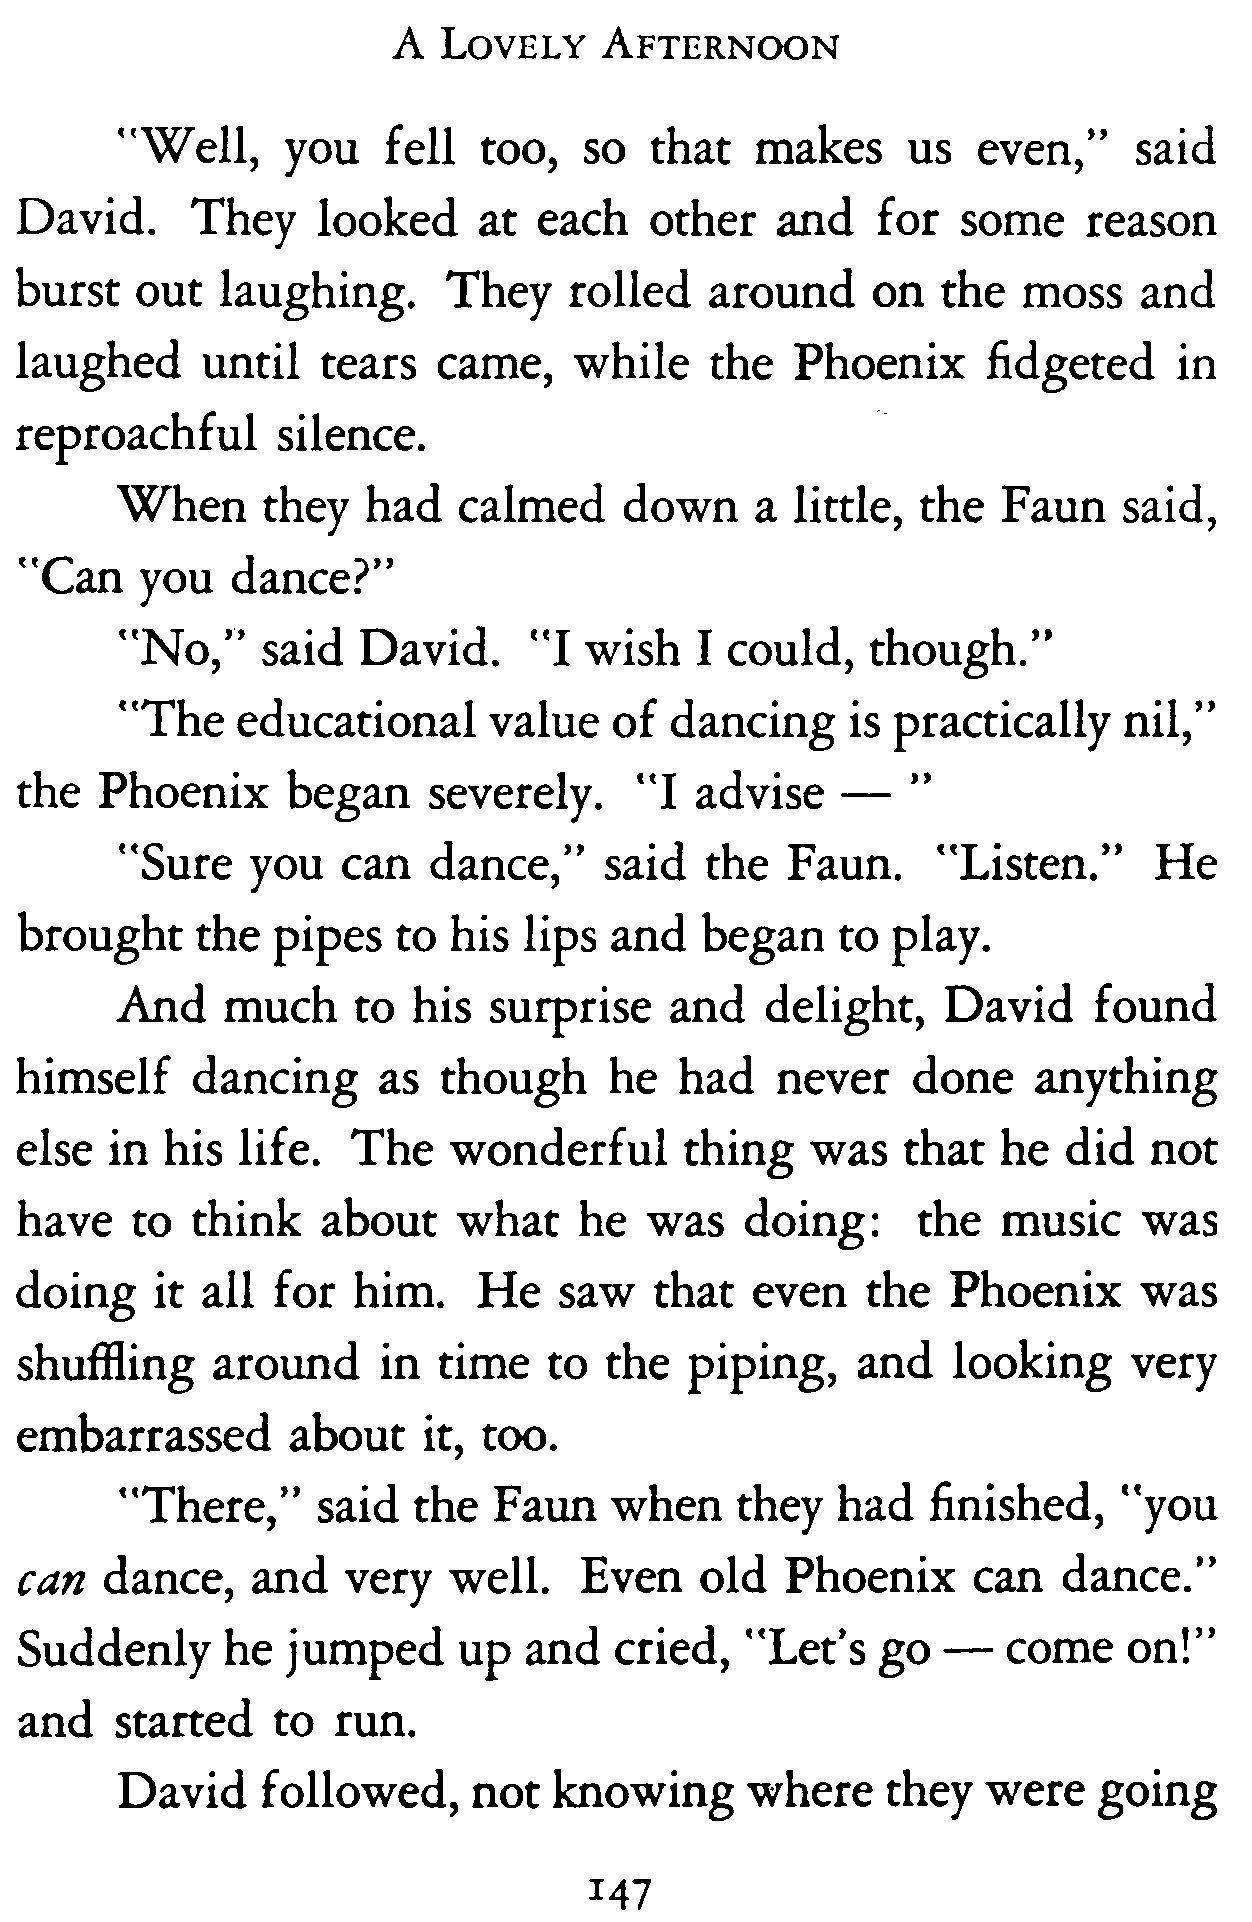 A LOVELY AFTERNOON
"Well, you fell too, so that makes us even," said
David. They looked at each other and for some reason
burst out laughing. They rolled around on the moss and
laughed until tears came, while the Phoenix fidgeted in
reproachful silence.
When they had calmed down a little, the Faun said,
"Can you dance?"
"No," said David. "I wish I could, though."
"The educational value of dancing is practically nil,"
the Phoenix began severely. "I advise — "
"Sure you can dance," said the Faun. "Listen." He
brought the pipes to his lips and began to play.
And much to his surprise and delight, David found
himself dancing as though he had never done anything
else in his life. The wonderful thing was that he did not
have to think about what he was doing: the music was
doing it all for him. He saw that even the Phoenix was
shuffling around in time to the piping, and looking very
embarrassed about it, too.
"There," said the Faun when they had finished, "you
can dance, and very well. Even old Phoenix can dance."
Suddenly he jumped up and cried, "Let's go — come on!"
and started to run.
David followed, not knowing where they were going
147